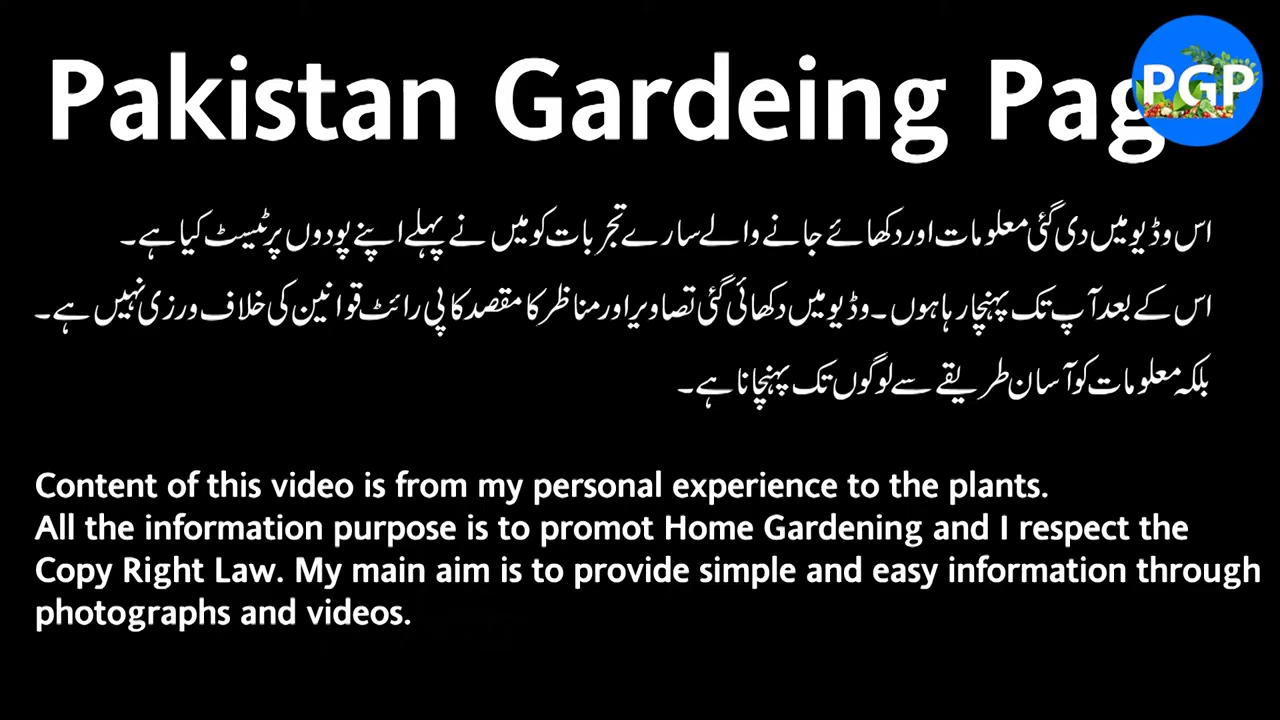 Pakistan Gardeing Pag
PGP
اس وڈیو میں دی گئی معلومات اور دکھائے جانے والے سارے تجربات کو میں نے پہلے اپنے پودوں پر ٹیسٹ کیا ہے۔
اس کے بعد آپ تک پہنچا رہا ہوں۔ وڈیو میں دکھائی گئی تصاویر اور مناظر کا مقصد کاپی رائٹ قوانین کی خلاف ورزی نہیں ہے۔
بلکہ معلومات کو آسان طریقے سے لوگوں تک پہنچانا ہے۔
Content of this video is from my personal experience to the plants.
All the information purpose is to promot Home Gardening and I respect the
Copy Right Law. My main aim is to provide simple and easy information through
photographs and videos.